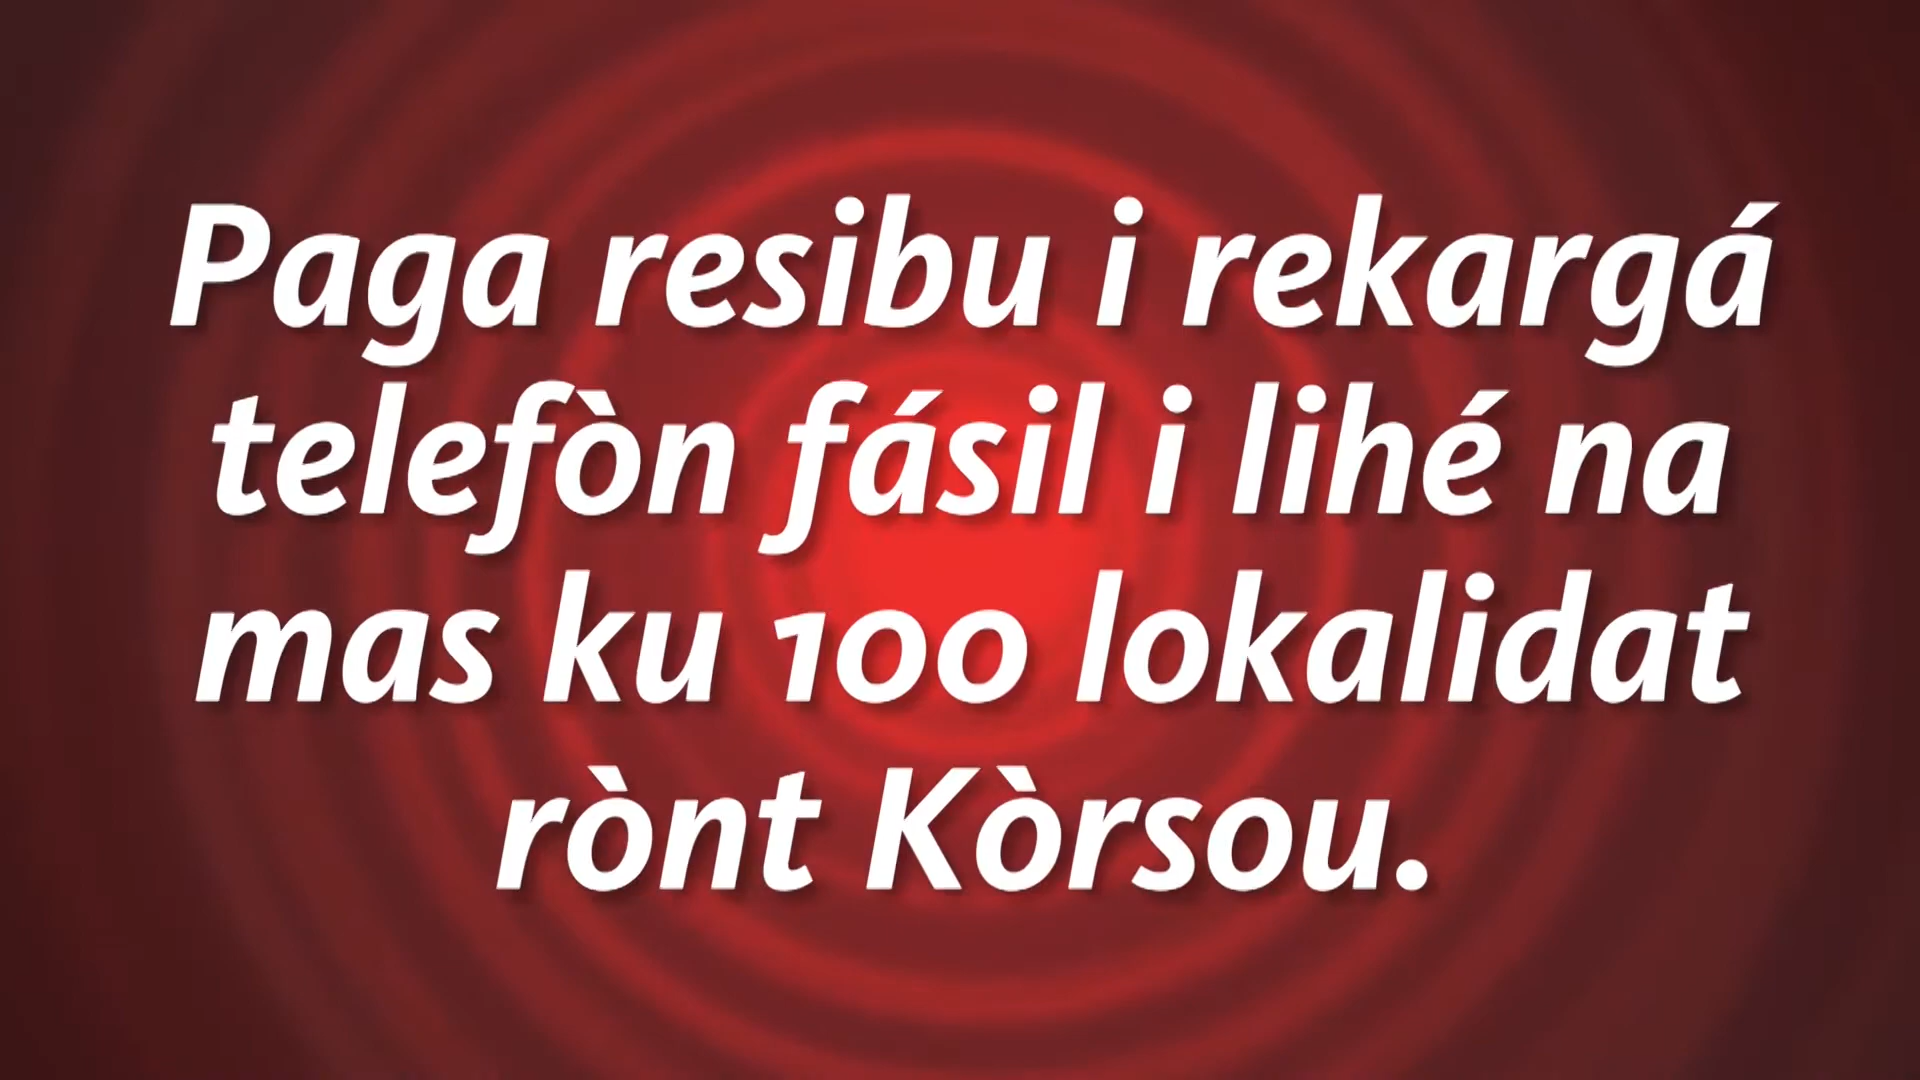 Paga resibu i rekargá
telefòn fásil i lihé na
mas ku 100 lokalidat
rònt Kòrsou.